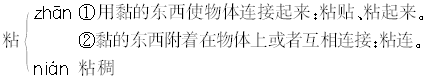 zhān ①用黏的东西使物体连接起来:粘贴、粘起来。
②黏的东西附着在物体上或者互相连接:粘连。
粘
nián 粘稠